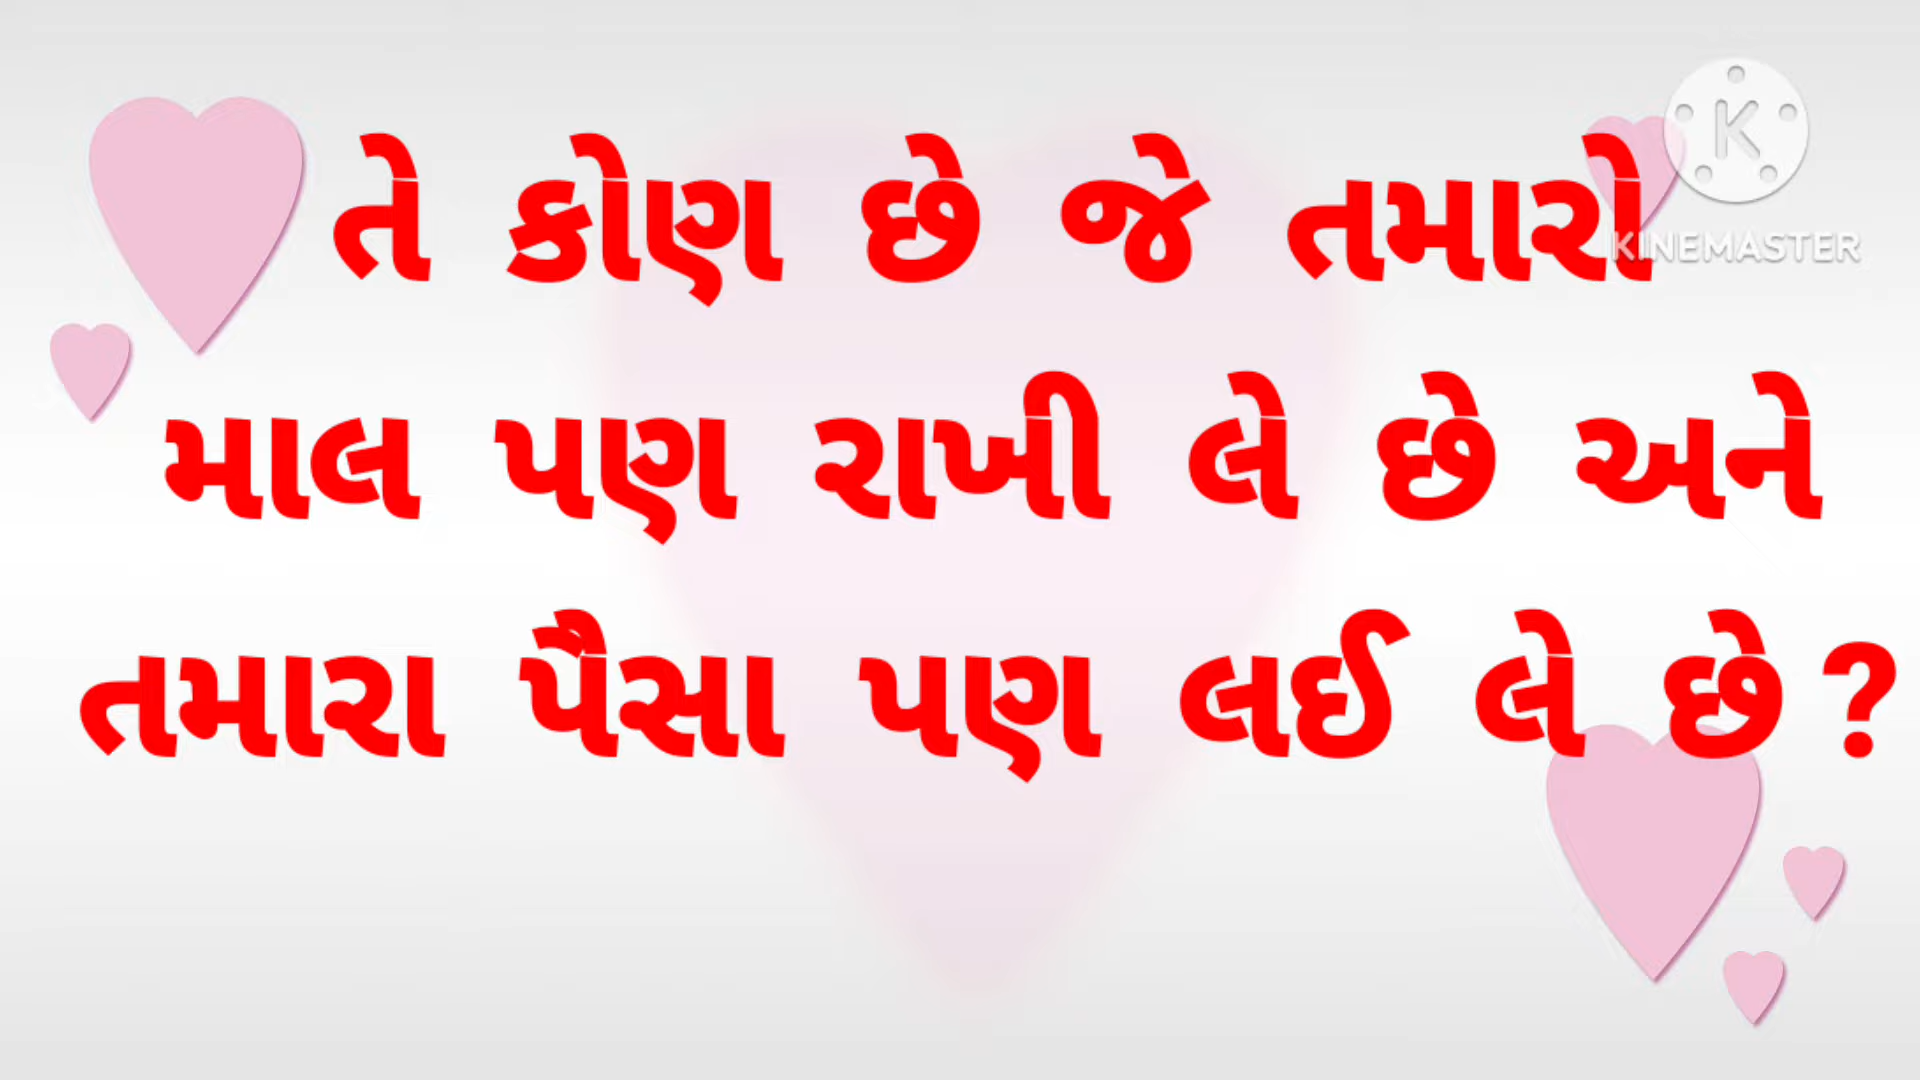 તે કોણ છે જે તમારો
માલ પણ રાખી લે છે અને
તમારા પૈસા પણ લઈ લે છે ?
K
KINEMASTER